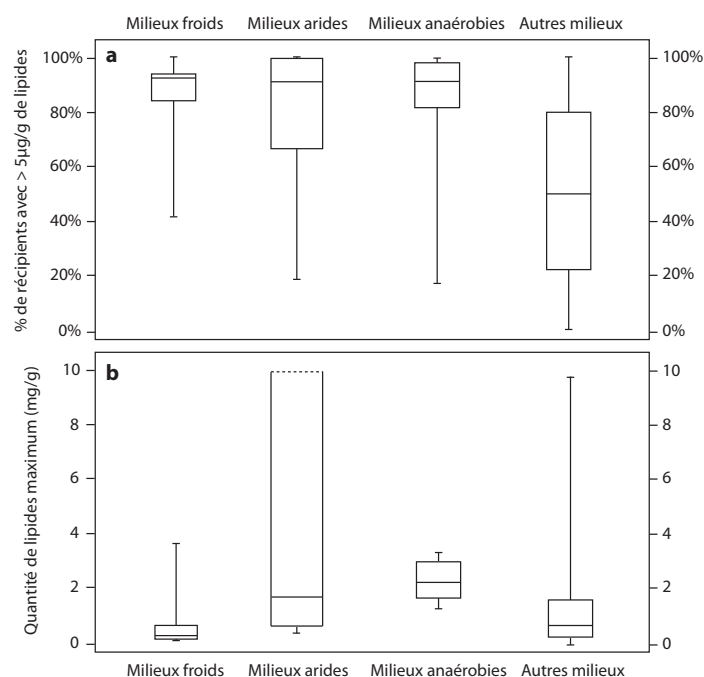 Milieux froids Milieux arides Milieux anaérobies Autres milieux
a
% de récipients avec > 5µg/g de lipides
100% 100%
80% 80%
60% 60%
40% 40%
20% 20%
0% 0%
b
Quantité de lipides maximum (mg/g)
10 10
8 8
6 6
4 4
2 2
0 0
Milieux froids Milieux arides Milieux anaérobies Autres milieux